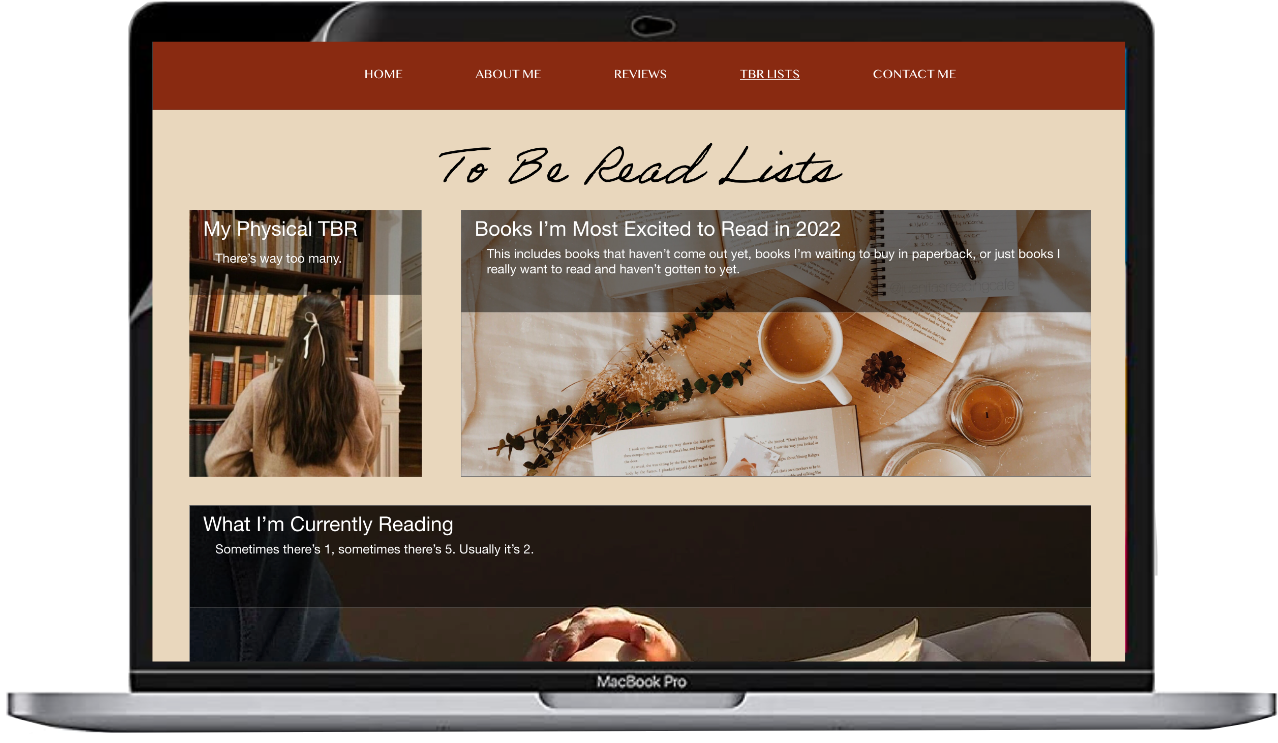 HOME ABOUT ME REVIEWS TBR LISTS CONTACT ME
To Be Read Lists
My Physical TBR
There's way too many.
Books I'm Most Excited to Read in 2022
This includes books that haven't come out yet, books I'm waiting to buy in paperback, or just books I
really want to read and haven't gotten to yet.
What I'm Currently Reading
Sometimes there's 1, sometimes there's 5. Usually it's 2.
MacBook Pro